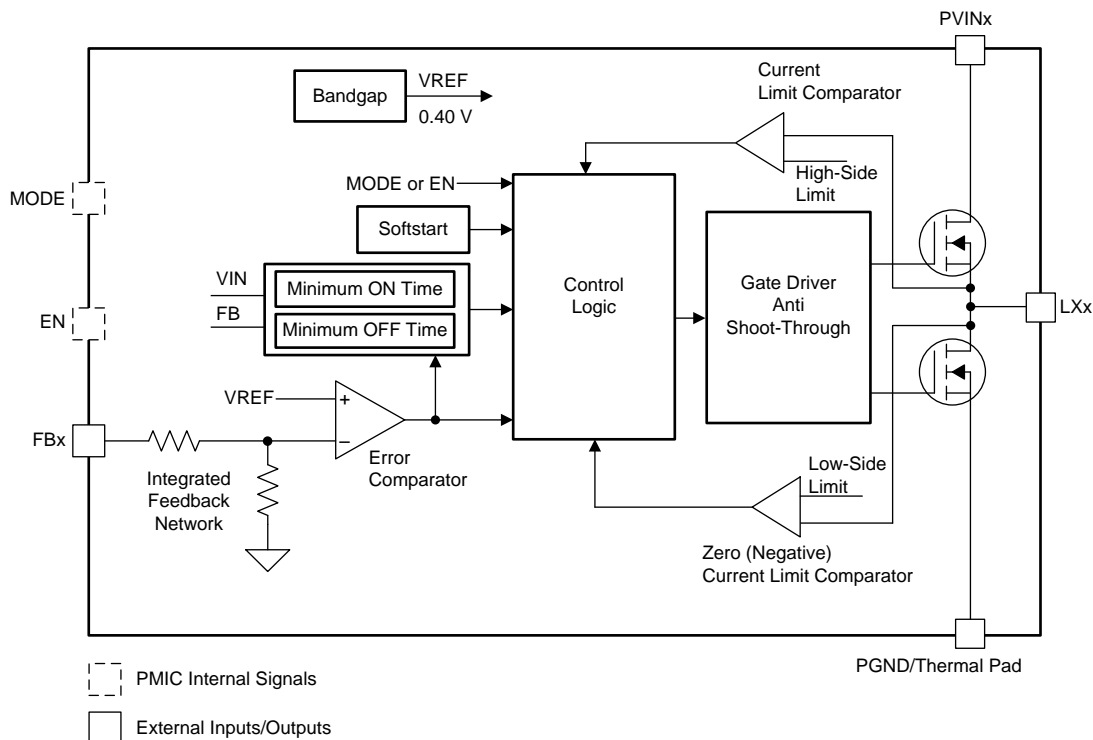 PVINx
Bandgap
VREF
0.40 V
Current
Limit Comparator
High-Side
Limit
MODE
MODE or EN
Softstart
VIN
FB
Minimum ON Time
Minimum OFF Time
Control
Logic
Gate Driver
Anti
Shoot-Through
LXx
EN
VREF
+
−
FBx
Error
Comparator
Integrated
Feedback
Network
Low-Side
Limit
Zero (Negative)
Current Limit Comparator
PGND/Thermal Pad
PMIC Internal Signals
External Inputs/Outputs